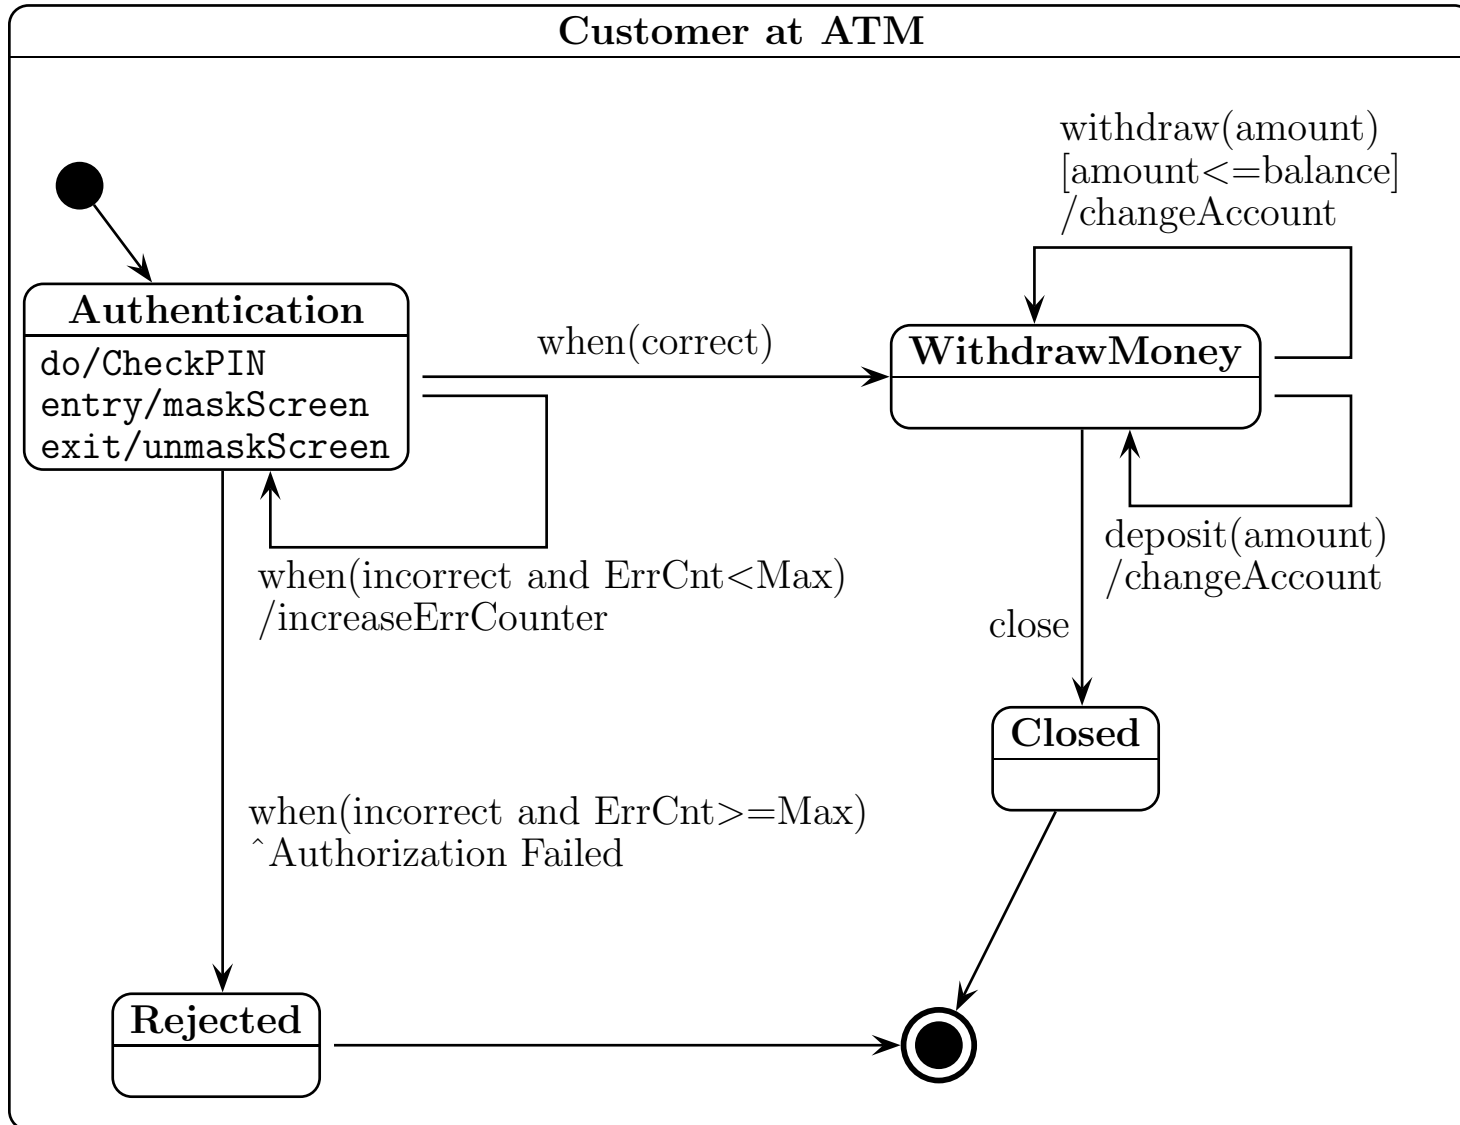 Customer at ATM
withdraw(amount)
[amount<=balance]
/changeAccount
Authentication
do/CheckPIN
entry/maskScreen
exit/unmaskScreen
when(correct)
WithdrawMoney
when(incorrect and ErrCnt<Max)
/increaseErrCounter
deposit(amount)
/changeAccount
close
Closed
when(incorrect and ErrCnt>=Max)
^Authorization Failed
Rejected